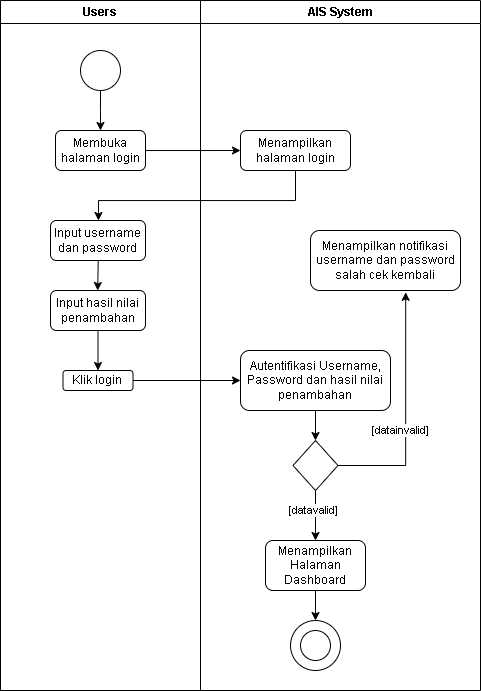 Users
AIS System
Membuka
halaman login
Menampilkan
halaman login
Input username
dan password
Menampilkan notifikasi
username dan password
salah cek kembali
Input hasil nilai
penambahan
Klik login
Autentifikasi Username,
Password dan hasil nilai
penambahan
[datainvalid]
[datavalid]
Menampilkan
Halaman
Dashboard